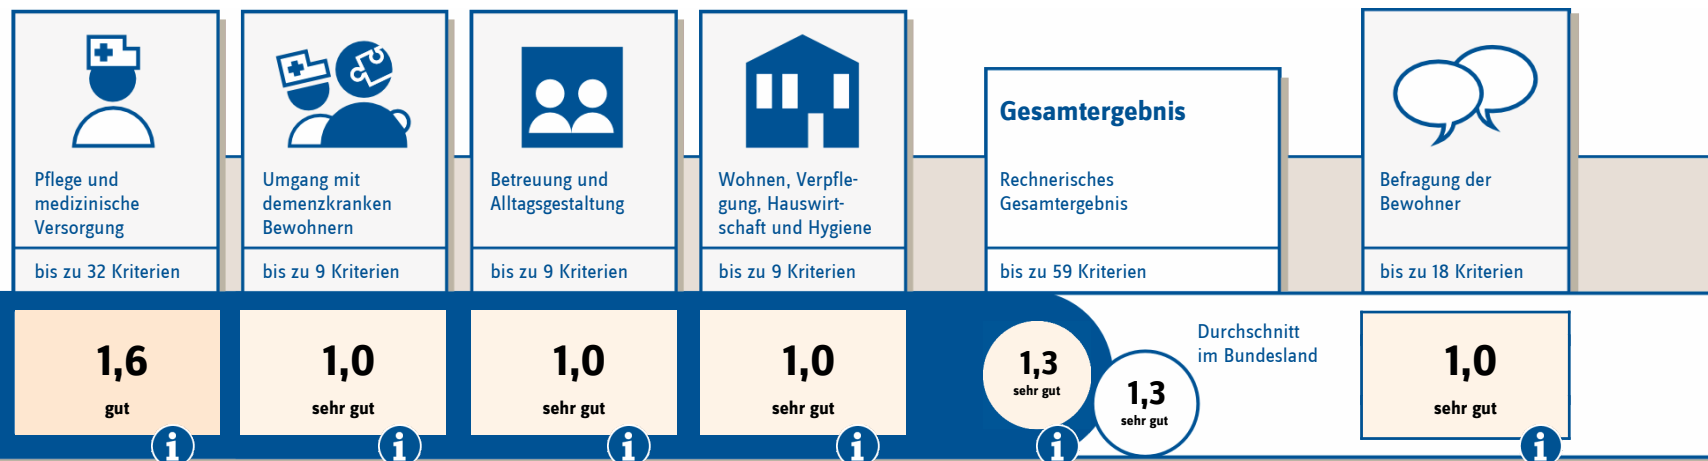 Pflege und
medizinische
Versorgung
bis zu 32 Kriterien
1,6
gut
Umgang mit
demenzkranken
Bewohnern
bis zu 9 Kriterien
1,0
sehr gut
Betreuung und
Alltagsgestaltung
bis zu 9 Kriterien
1,0
sehr gut
Wohnen, Verpfle-
gung, Hauswirt-
schaft und Hygiene
bis zu 9 Kriterien
1,0
sehr gut
Gesamtergebnis
Rechnerisches
Gesamtergebnis
bis zu 59 Kriterien
1,3
sehr gut
Durchschnitt
im Bundesland
1,3
sehr gut
Befragung der
Bewohner
bis zu 18 Kriterien
1,0
sehr gut